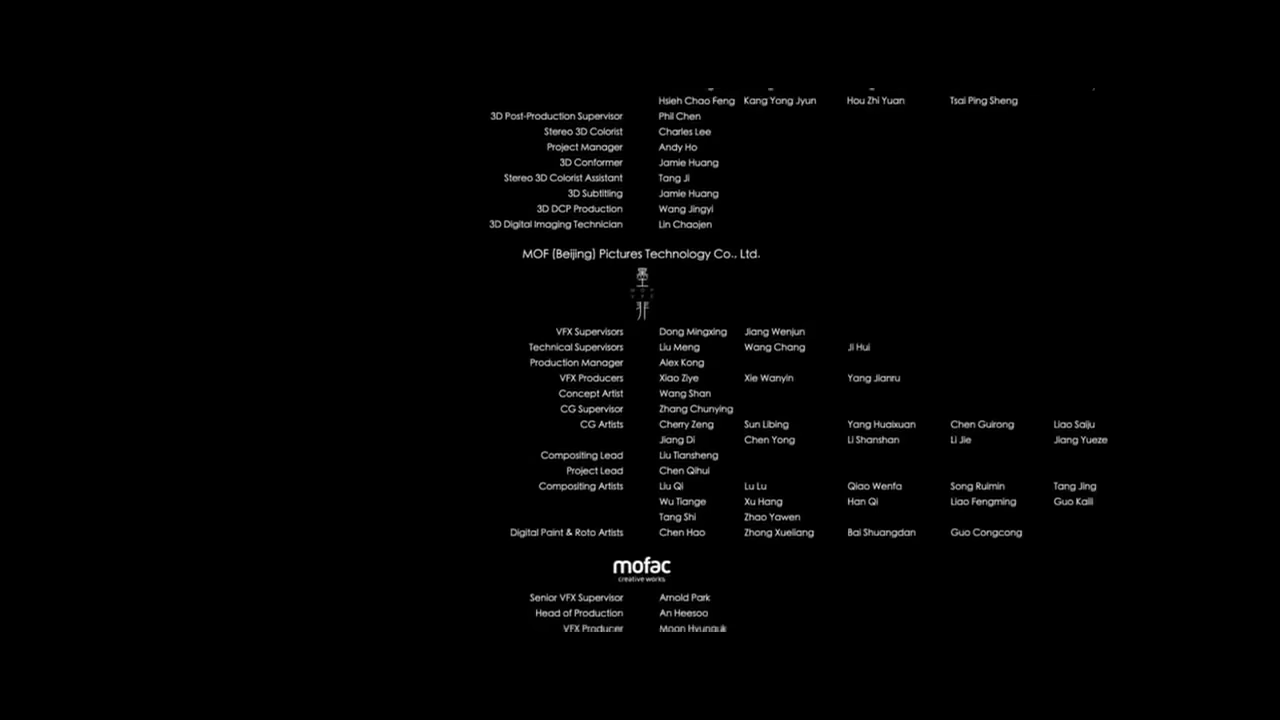 Hsieh Chao Feng Kang Yong Jyun Hou Zhi Yuan Tsai Ping Sheng
3D Post-Production Supervisor Phil Chen
Stereo 3D Colorist Charles Lee
Project Manager Andy Ho
3D Conformer Jamie Huang
Stereo 3D Colorist Assistant Tang Ji
3D Subtitling Jamie Huang
3D DCP Production Wang Jingyi
3D Digital Imaging Technician Lin Chaojen
MOF (Beijing) Pictures Technology Co., Ltd.
墨
非
VFX Supervisors Dong Mingxing Jiang Wenjun
Technical Supervisors Liu Meng Wang Chang Ji Hui
Production Manager Alex Kong
VFX Producers Xiao Ziye Xie Wanyin Yang Jianru
Concept Artist Wang Shan
CG Supervisor Zhang Chunying
CG Artists Cherry Zeng Sun Libing Yang Huaixuan Chen Guirong Liao Saiju
Jiang Di Chen Yong Li Shanshan Li Jie Jiang Yueze
Compositing Lead Liu Tiansheng
Project Lead Chen Qihui
Compositing Artists Liu Qi Lu Lu Qiao Wenfa Song Ruimin Tang Jing
Wu Tiange Xu Hang Han Qi Liao Fengming Guo Kaili
Tang Shi Zhao Yawen
Digital Paint & Roto Artists Chen Hao Zhong Xueliang Bai Shuangdan Guo Congcong
mofac
creative works
Senior VFX Supervisor Arnold Park
Head of Production An Heesoo
VFX Producer Moon Hyunguk